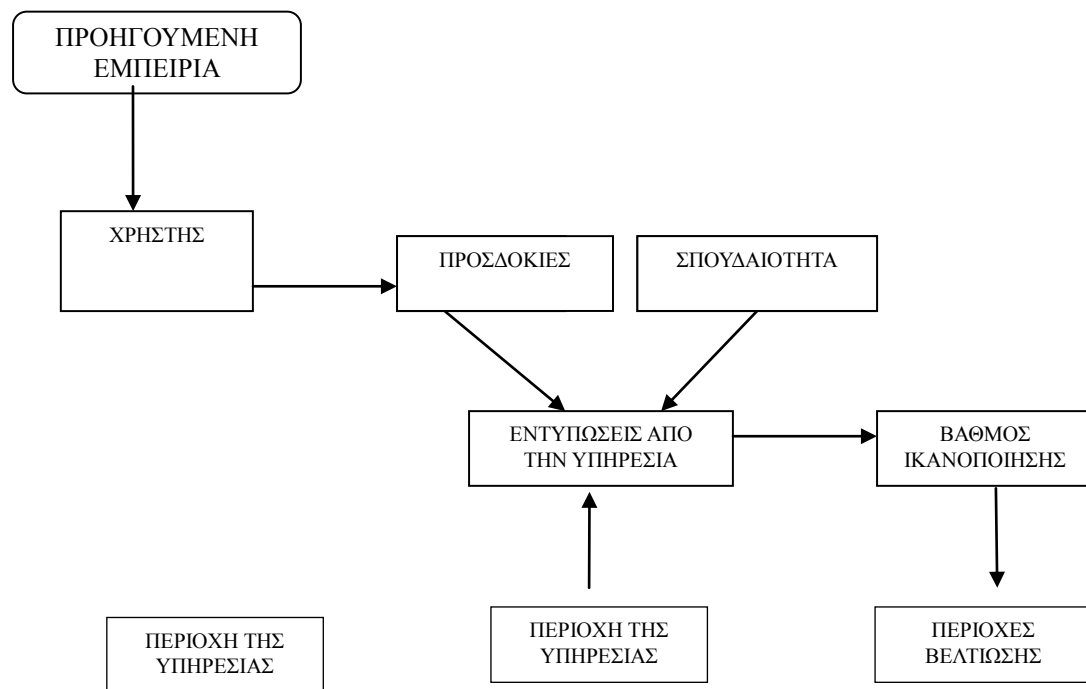 ΠΡΟΗΓΟΥΜΕΝΗ
ΕΜΠΕΙΡΙΑ
ΧΡΗΣΤΗΣ
ΠΡΟΣΔΟΚΙΕΣ
ΣΠΟΥΔΑΙΟΤΗΤΑ
ΕΝΤΥΠΩΣΕΙΣ ΑΠΟ
ΤΗΝ ΥΠΗΡΕΣΙΑ
ΒΑΘΜΟΣ
ΙΚΑΝΟΠΟΙΗΣΗΣ
ΠΕΡΙΟΧΗ ΤΗΣ
ΥΠΗΡΕΣΙΑΣ
ΠΕΡΙΟΧΗ ΤΗΣ
ΥΠΗΡΕΣΙΑΣ
ΠΕΡΙΟΧΕΣ
ΒΕΛΤΙΩΣΗΣ